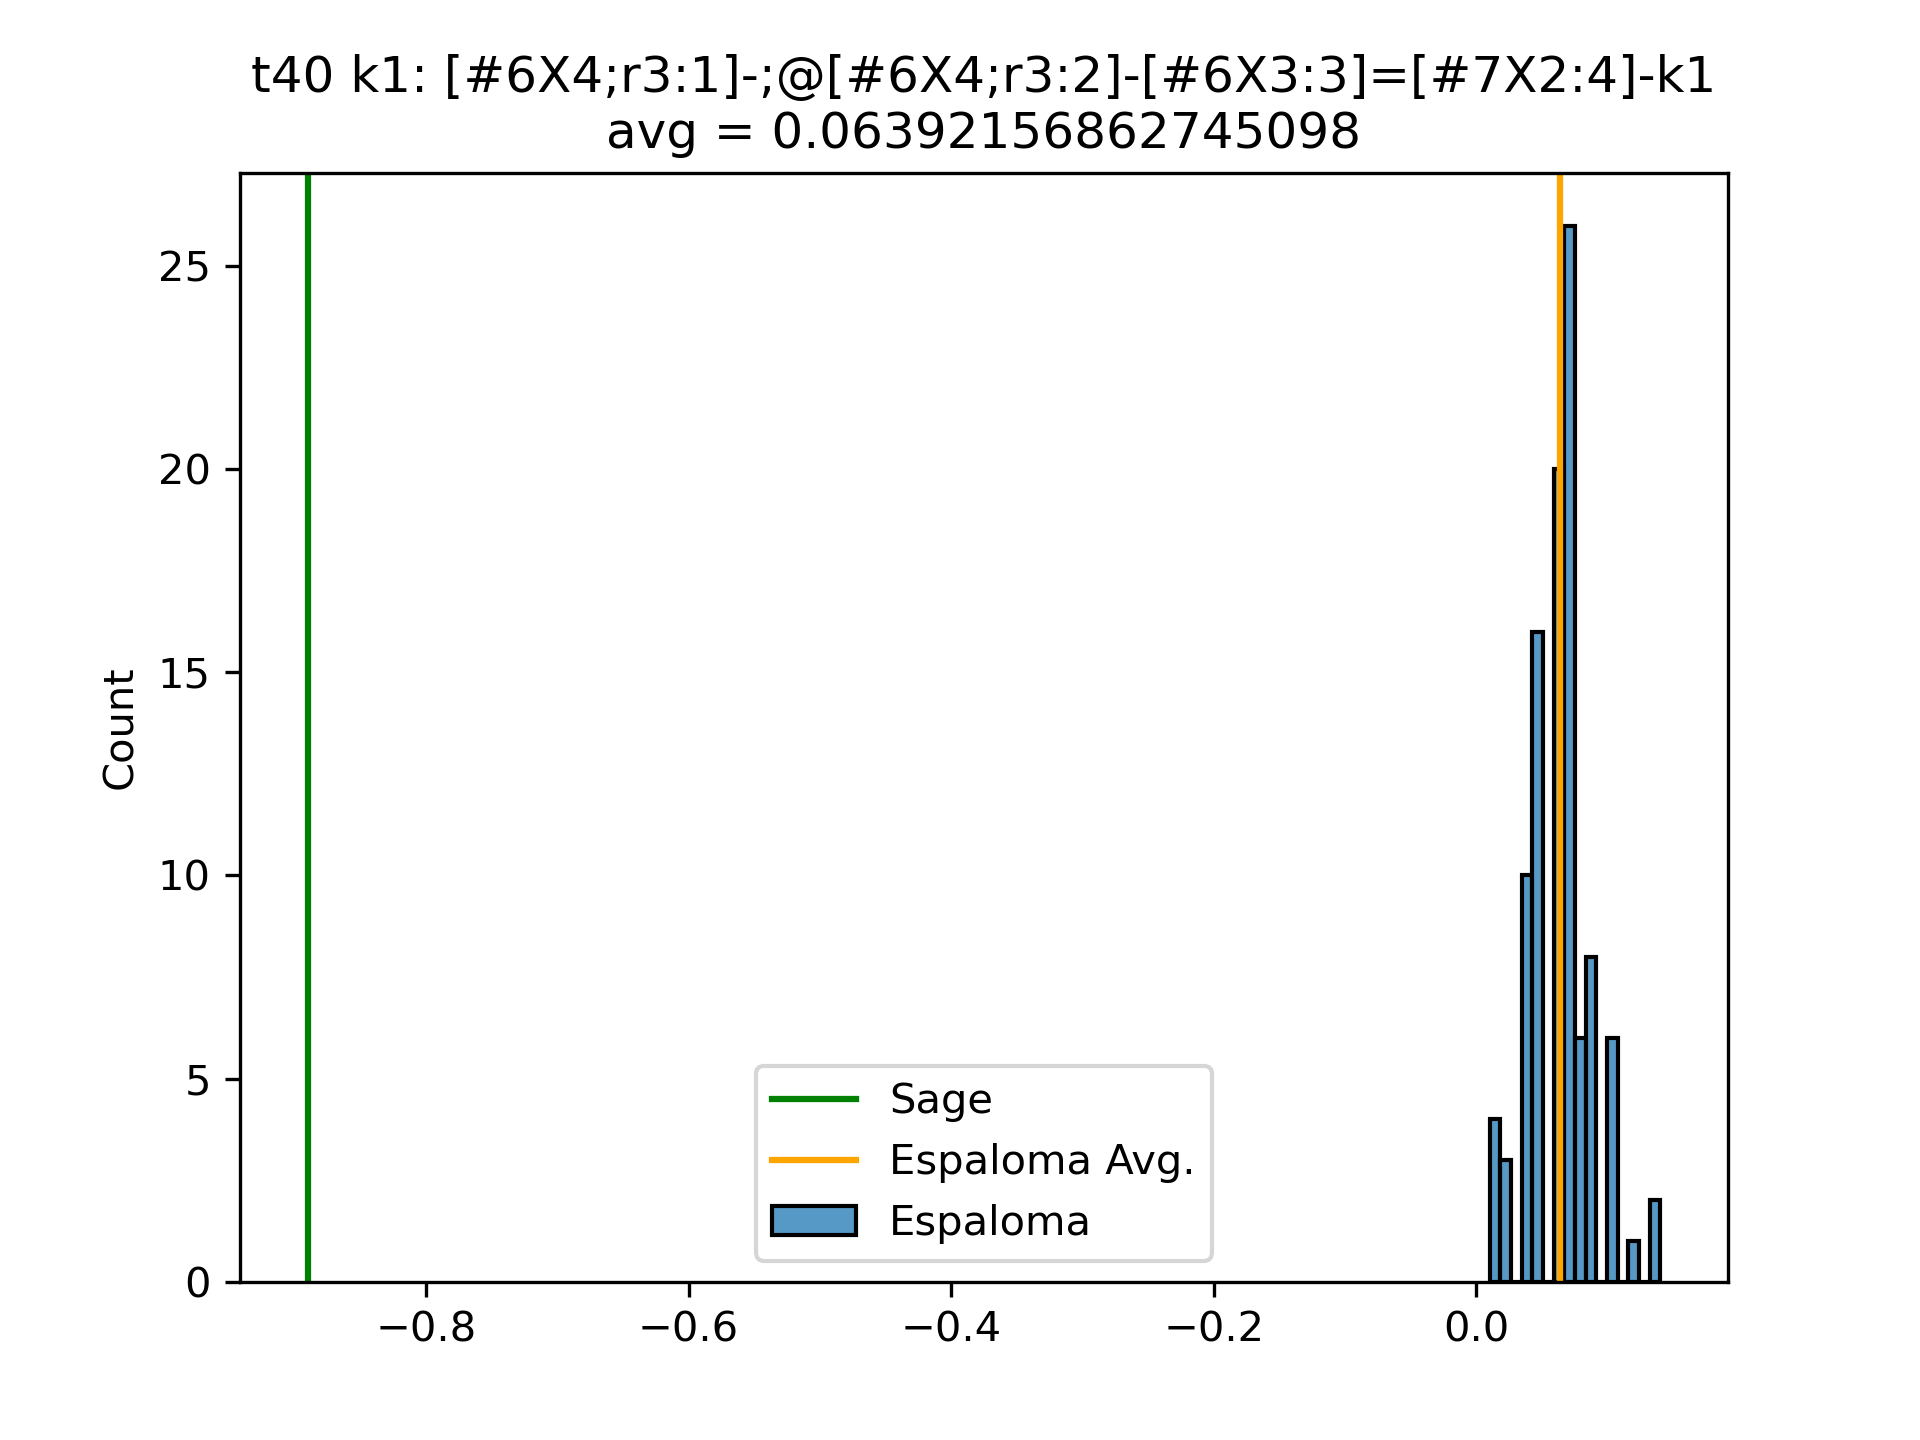 t40 k1: [#6X4;r3:1]-;@[#6X4;r3:2]-[#6X3:3]=[#7X2:4]-k1
avg = 0.06392156862745098
25
20
15
10
5
0
Count
Sage
Espaloma Avg.
Espaloma
−0.8 −0.6 −0.4 −0.2 0.0